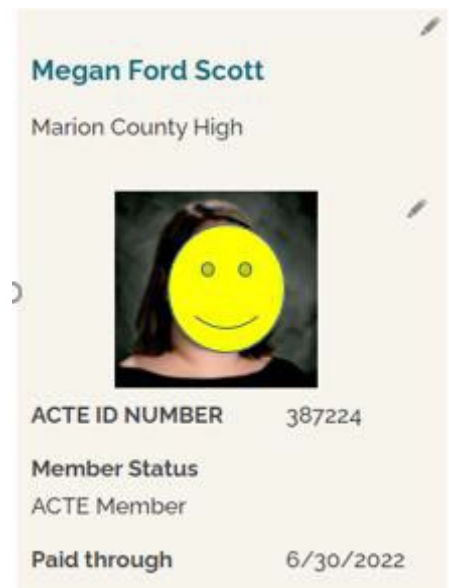 Megan Ford Scott
Marion County High
ACTE ID NUMBER 387224
Member Status
ACTE Member
Paid through 6/30/2022